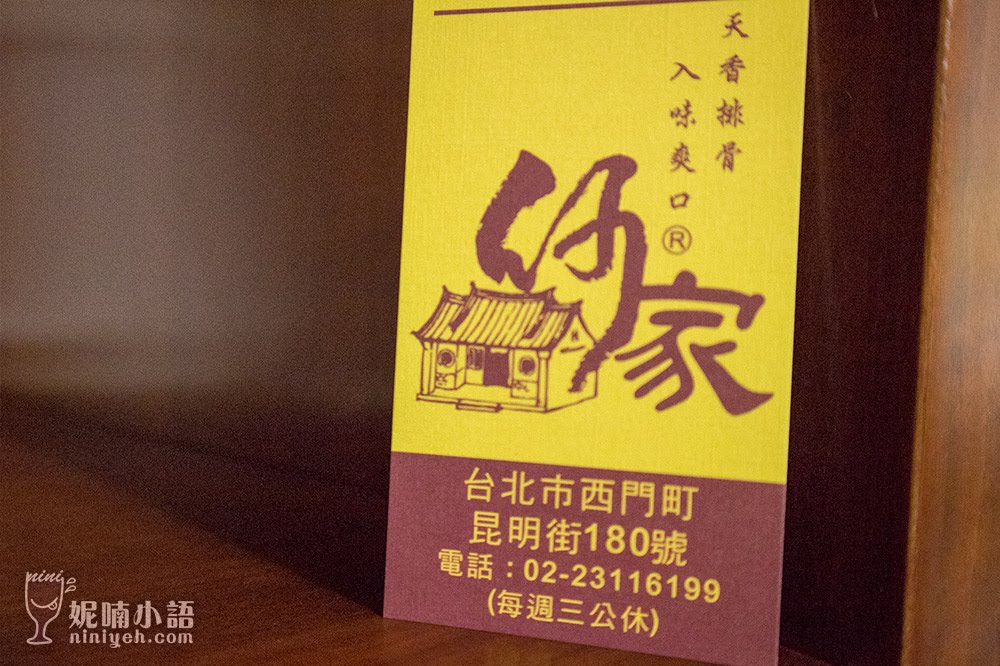 天香排骨
入味爽口®
家
台北市西門町
昆明街180號
電話：02-23116199
(每週三公休)
nini
妮喃小語
niniyeh.com